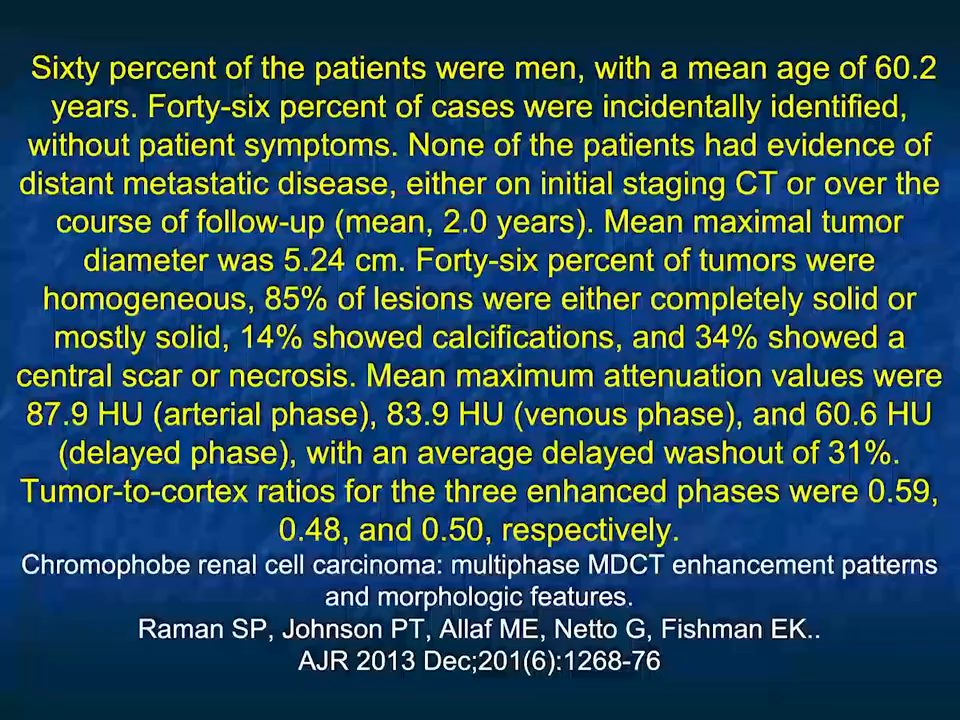 Sixty percent of the patients were men, with a mean age of 60.2
years. Forty-six percent of cases were incidentally identified,
without patient symptoms. None of the patients had evidence of
distant metastatic disease, either on initial staging CT or over the
course of follow-up (mean, 2.0 years). Mean maximal tumor
diameter was 5.24 cm. Forty-six percent of tumors were
homogeneous, 85% of lesions were either completely solid or
mostly solid, 14% showed calcifications, and 34% showed a
central scar or necrosis. Mean maximum attenuation values were
87.9 HU (arterial phase), 83.9 HU (venous phase), and 60.6 HU
(delayed phase), with an average delayed washout of 31%.
Tumor-to-cortex ratios for the three enhanced phases were 0.59,
0.48, and 0.50, respectively.
Chromophobe renal cell carcinoma: multiphase MDCT enhancement patterns
and morphologic features.
Raman SP, Johnson PT, Allaf ME, Netto G, Fishman EK..
AJR 2013 Dec;201(6):1268-76